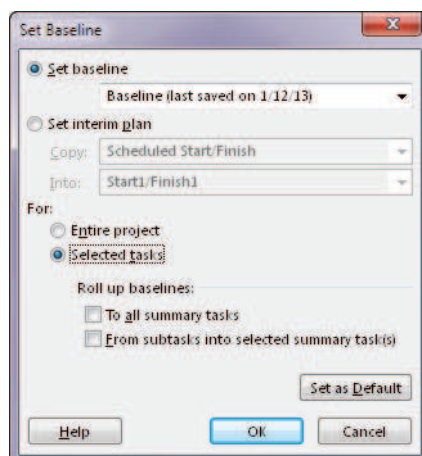 Set Baseline
Set baseline
Baseline (last saved on 1/12/13)
Set interim plan
Copy: Scheduled Start/Finish
Into: Start1/Finish1
For:
Entire project
Selected tasks
Roll up baselines:
To all summary tasks
From subtasks into selected summary task(s)
Set as Default
Help OK Cancel